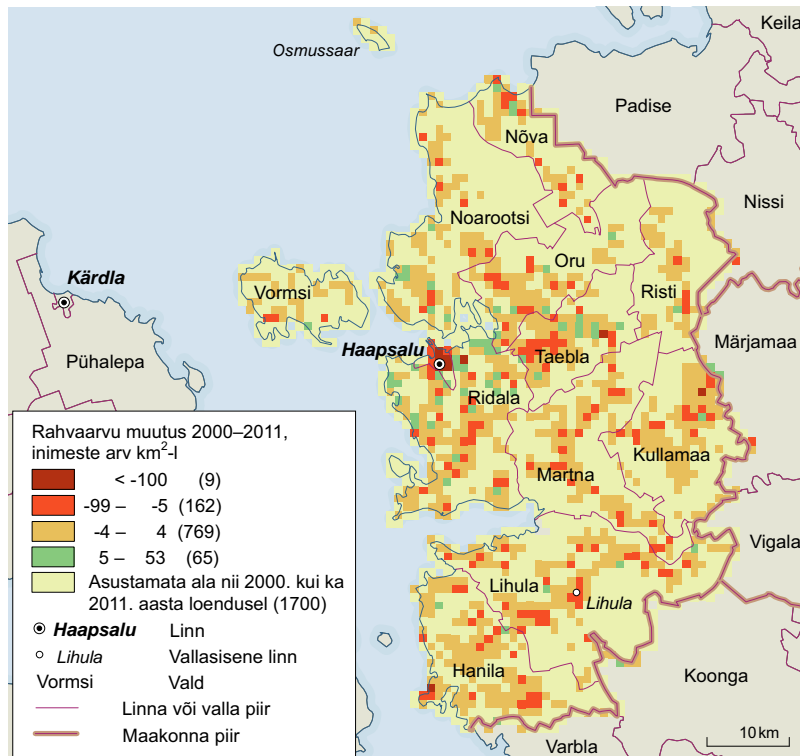 Keila
Osmussaar
Padise
Nõva
Nissi
Noarootsi
Oru
Kärdla
Vormsi
Risti
Märjamaa
Haapsalu
Taebla
Pühalepa
Ridala
Kullamaa
Martna
Vigala
Lihula
Lihula
Hanila
Koonga
Varbla
10 km
Rahvaarvu muutus 2000–2011,
inimeste arv km²-l
< -100 (9)
-99 – -5 (162)
-4 – 4 (769)
5 – 53 (65)
Asustamata ala nii 2000. kui ka
2011. aasta loendusel (1700)
Haapsalu Linn
Lihula Vallasisene linn
Vormsi Vald
Linna või valla piir
Maakonna piir